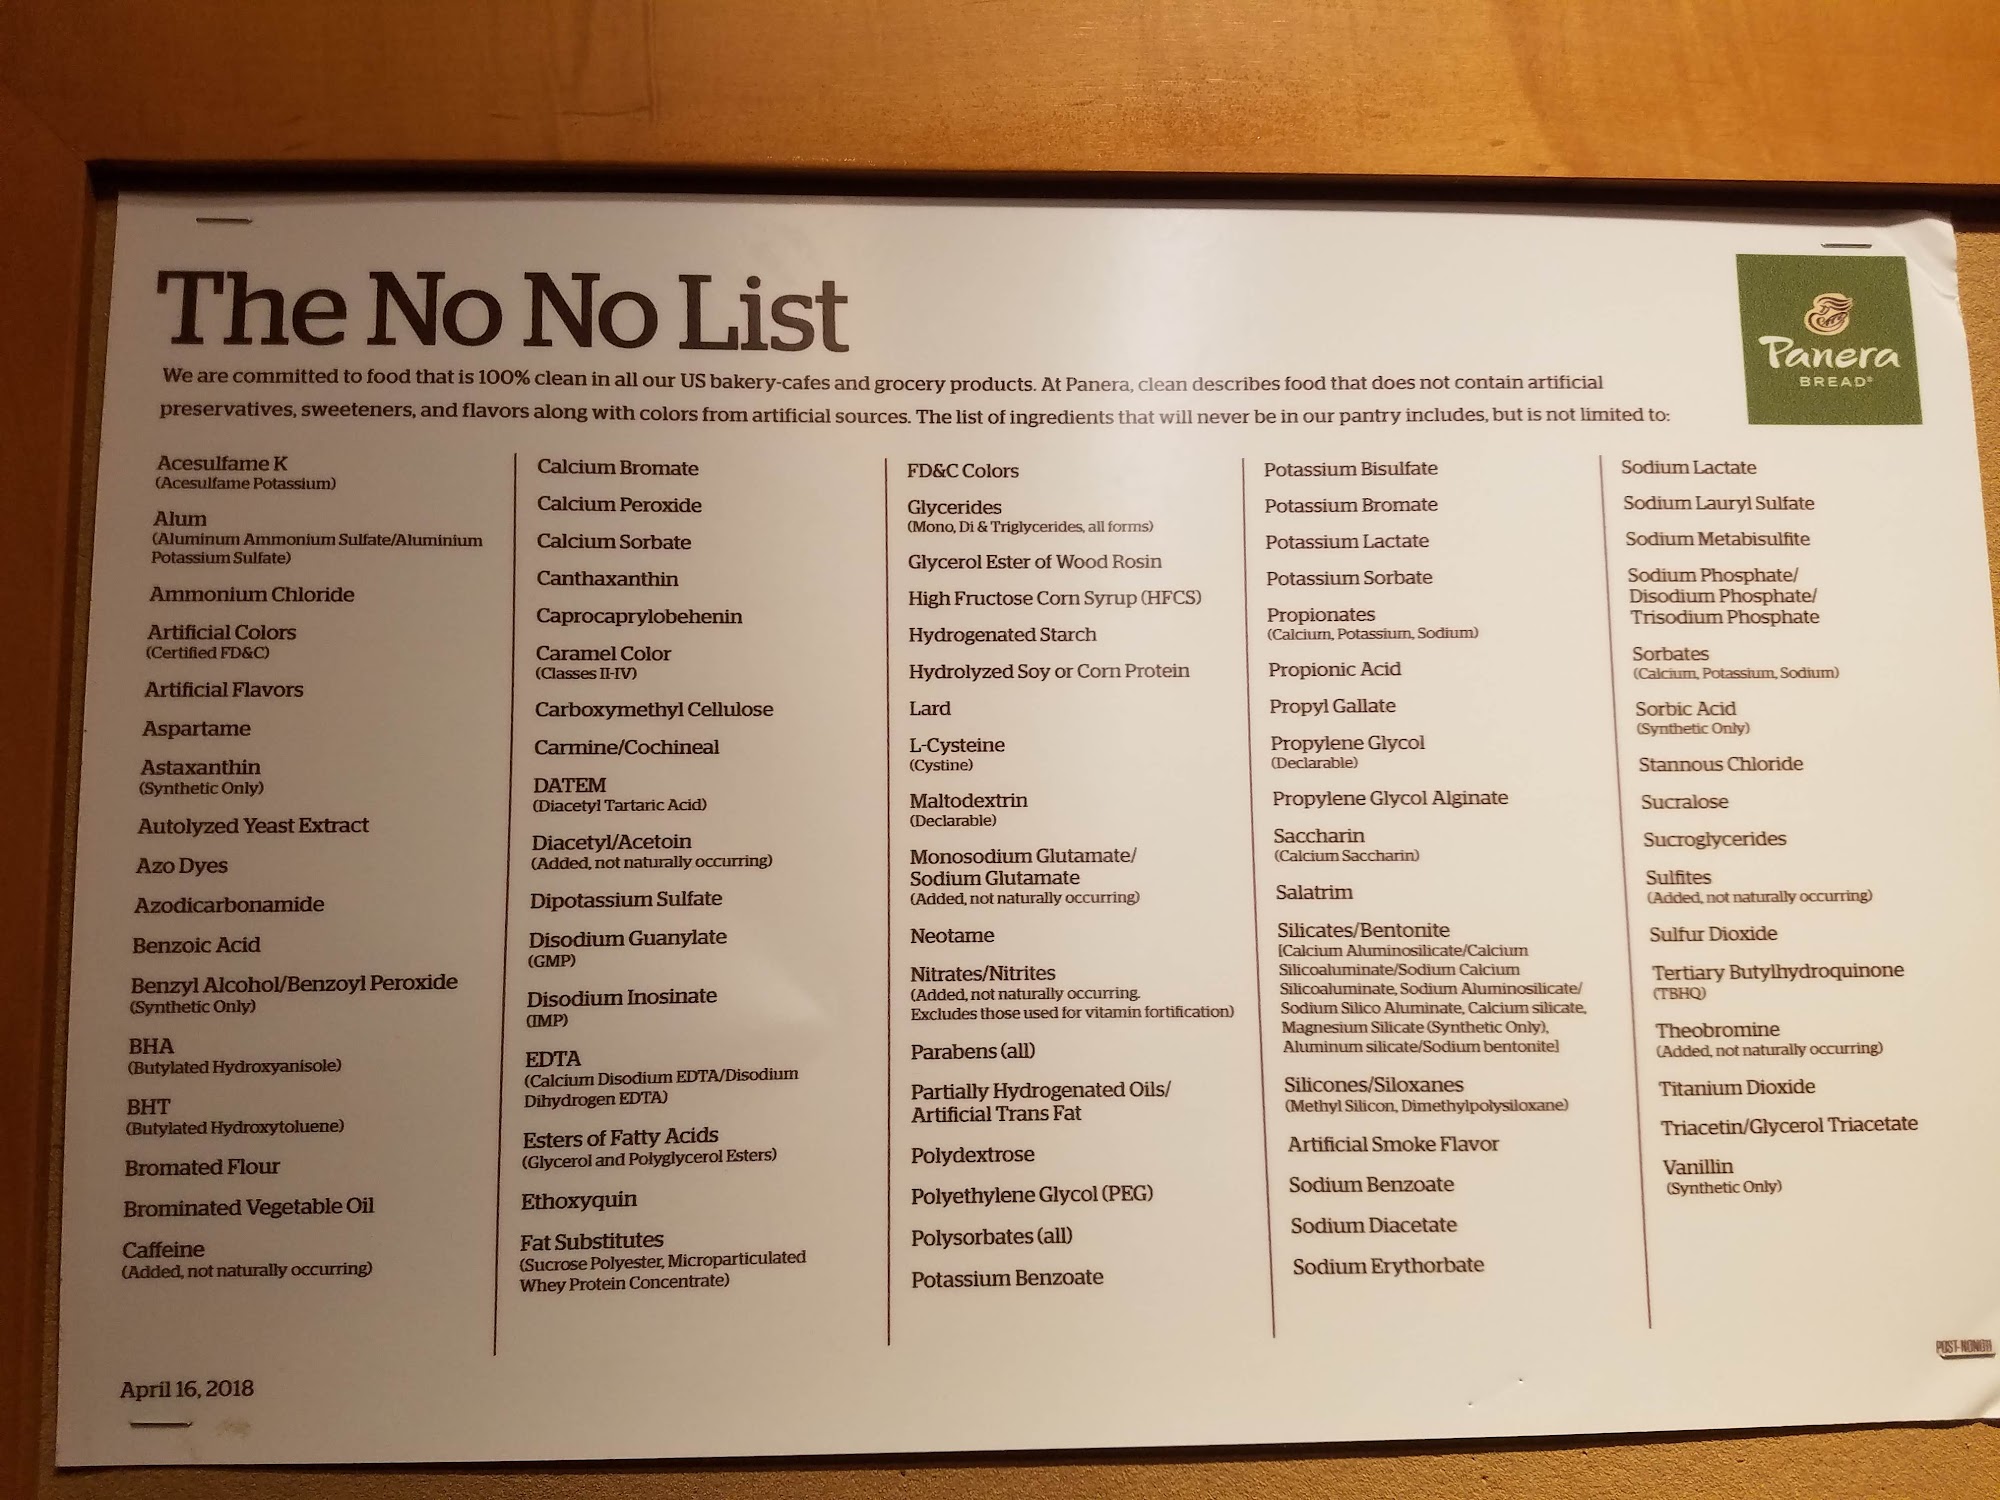 The No No List
Panera
BREAD®
We are committed to food that is 100% clean in all our US bakery-cafes and grocery products. At Panera, clean describes food that does not contain artificial
preservatives, sweeteners, and flavors along with colors from artificial sources. The list of ingredients that will never be in our pantry includes, but is not limited to:
Acesulfame K
(Acesulfame Potassium)
Alum
(Aluminum Ammonium Sulfate/Aluminium
Potassium Sulfate)
Ammonium Chloride
Artificial Colors
(Certified FD&C)
Artificial Flavors
Aspartame
Astaxanthin
(Synthetic Only)
Autolyzed Yeast Extract
Azo Dyes
Azodicarbonamide
Benzoic Acid
Benzyl Alcohol/Benzoyl Peroxide
(Synthetic Only)
BHA
(Butylated Hydroxyanisole)
BHT
(Butylated Hydroxytoluene)
Bromated Flour
Brominated Vegetable Oil
Caffeine
(Added, not naturally occurring)
Calcium Bromate
Calcium Peroxide
Calcium Sorbate
Canthaxanthin
Caprocaprylobehenin
Caramel Color
(Classes II-IV)
Carboxymethyl Cellulose
Carmine/Cochineal
DATEM
(Diacetyl Tartaric Acid)
Diacetyl/Acetoin
(Added, not naturally occurring)
Dipotassium Sulfate
Disodium Guanylate
(GMP)
Disodium Inosinate
(IMP)
EDTA
(Calcium Disodium EDTA/Disodium
Dihydrogen EDTA)
Esters of Fatty Acids
(Glycerol and Polyglycerol Esters)
Ethoxyquin
Fat Substitutes
(Sucrose Polyester, Microparticulated
Whey Protein Concentrate)
FD&C Colors
Glycerides
(Mono, Di & Triglycerides, all forms)
Glycerol Ester of Wood Rosin
High Fructose Corn Syrup (HFCS)
Hydrogenated Starch
Hydrolyzed Soy or Corn Protein
Lard
L-Cysteine
(Cystine)
Maltodextrin
(Declarable)
Monosodium Glutamate/
Sodium Glutamate
(Added, not naturally occurring)
Neotame
Nitrates/Nitrites
(Added, not naturally occurring.
Excludes those used for vitamin fortification)
Parabens (all)
Partially Hydrogenated Oils/
Artificial Trans Fat
Polydextrose
Polyethylene Glycol (PEG)
Polysorbates (all)
Potassium Benzoate
Potassium Bisulfate
Potassium Bromate
Potassium Lactate
Potassium Sorbate
Propionates
(Calcium, Potassium, Sodium)
Propionic Acid
Propyl Gallate
Propylene Glycol
(Declarable)
Propylene Glycol Alginate
Saccharin
(Calcium Saccharin)
Salatrim
Silicates/Bentonite
[Calcium Aluminosilicate/Calcium
Silicoaluminate/Sodium Calcium
Silicoaluminate, Sodium Aluminosilicate/
Sodium Silico Aluminate, Calcium silicate,
Magnesium Silicate (Synthetic Only),
Aluminum silicate/Sodium bentonite]
Silicones/Siloxanes
(Methyl Silicon, Dimethylpolysiloxane)
Artificial Smoke Flavor
Sodium Benzoate
Sodium Diacetate
Sodium Erythorbate
Sodium Lactate
Sodium Lauryl Sulfate
Sodium Metabisulfite
Sodium Phosphate/
Disodium Phosphate/
Trisodium Phosphate
Sorbates
(Calcium, Potassium, Sodium)
Sorbic Acid
(Synthetic Only)
Stannous Chloride
Sucralose
Sucroglycerides
Sulfites
(Added, not naturally occurring)
Sulfur Dioxide
Tertiary Butylhydroquinone
(TBHQ)
Theobromine
(Added, not naturally occurring)
Titanium Dioxide
Triacetin/Glycerol Triacetate
Vanillin
(Synthetic Only)
April 16, 2018